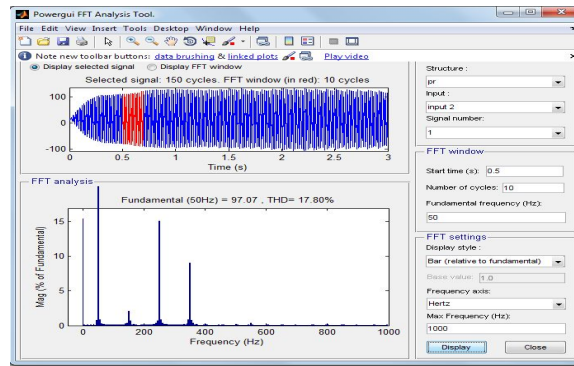 Powergui FFT Analysis Tool.
File Edit View Insert Tools Desktop Window Help
Note new toolbar buttons: data brushing & linked plots Play video
Display selected signal Display FFT window
Selected signal: 150 cycles. FFT window (in red): 10 cycles
100
0
-100
0 0.5 1 1.5 2 2.5 3
Time (s)
FFT analysis
Fundamental (50Hz) = 97.07 , THD= 17.80%
Mag (% of Fundamental)
15
10
5
0
0 200 400 600 800 1000
Frequency (Hz)
Structure :
pr
Input :
input 2
Signal number:
1
FFT window
Start time (s): 0.5
Number of cycles: 10
Fundamental frequency (Hz):
50
FFT settings
Display style :
Bar (relative to fundamental)
Base value: 1.0
Frequency axis:
Hertz
Max Frequency (Hz):
1000
Display Close